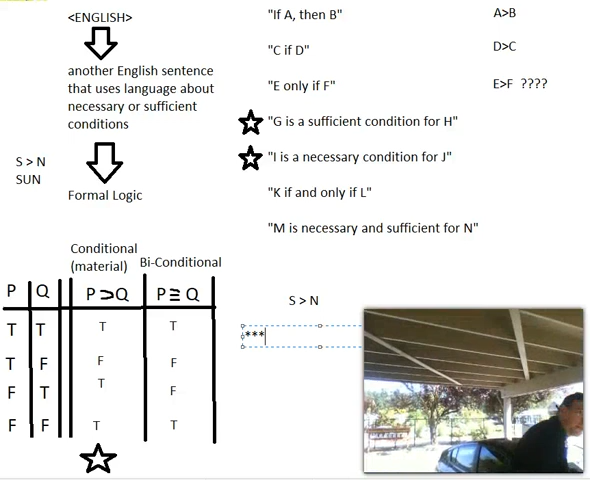 <ENGLISH>
another English sentence
that uses language about
necessary or sufficient
conditions
S > N
SUN
Formal Logic
"If A, then B" A>B
"C if D" D>C
"E only if F" E>F ????
"G is a sufficient condition for H"
"I is a necessary condition for J"
"K if and only if L"
"M is necessary and sufficient for N"
Conditional
(material)
Bi-Conditional
P Q P⊃Q P≡Q
T T T T
T F F F
F T T F
F F T T
S > N
***